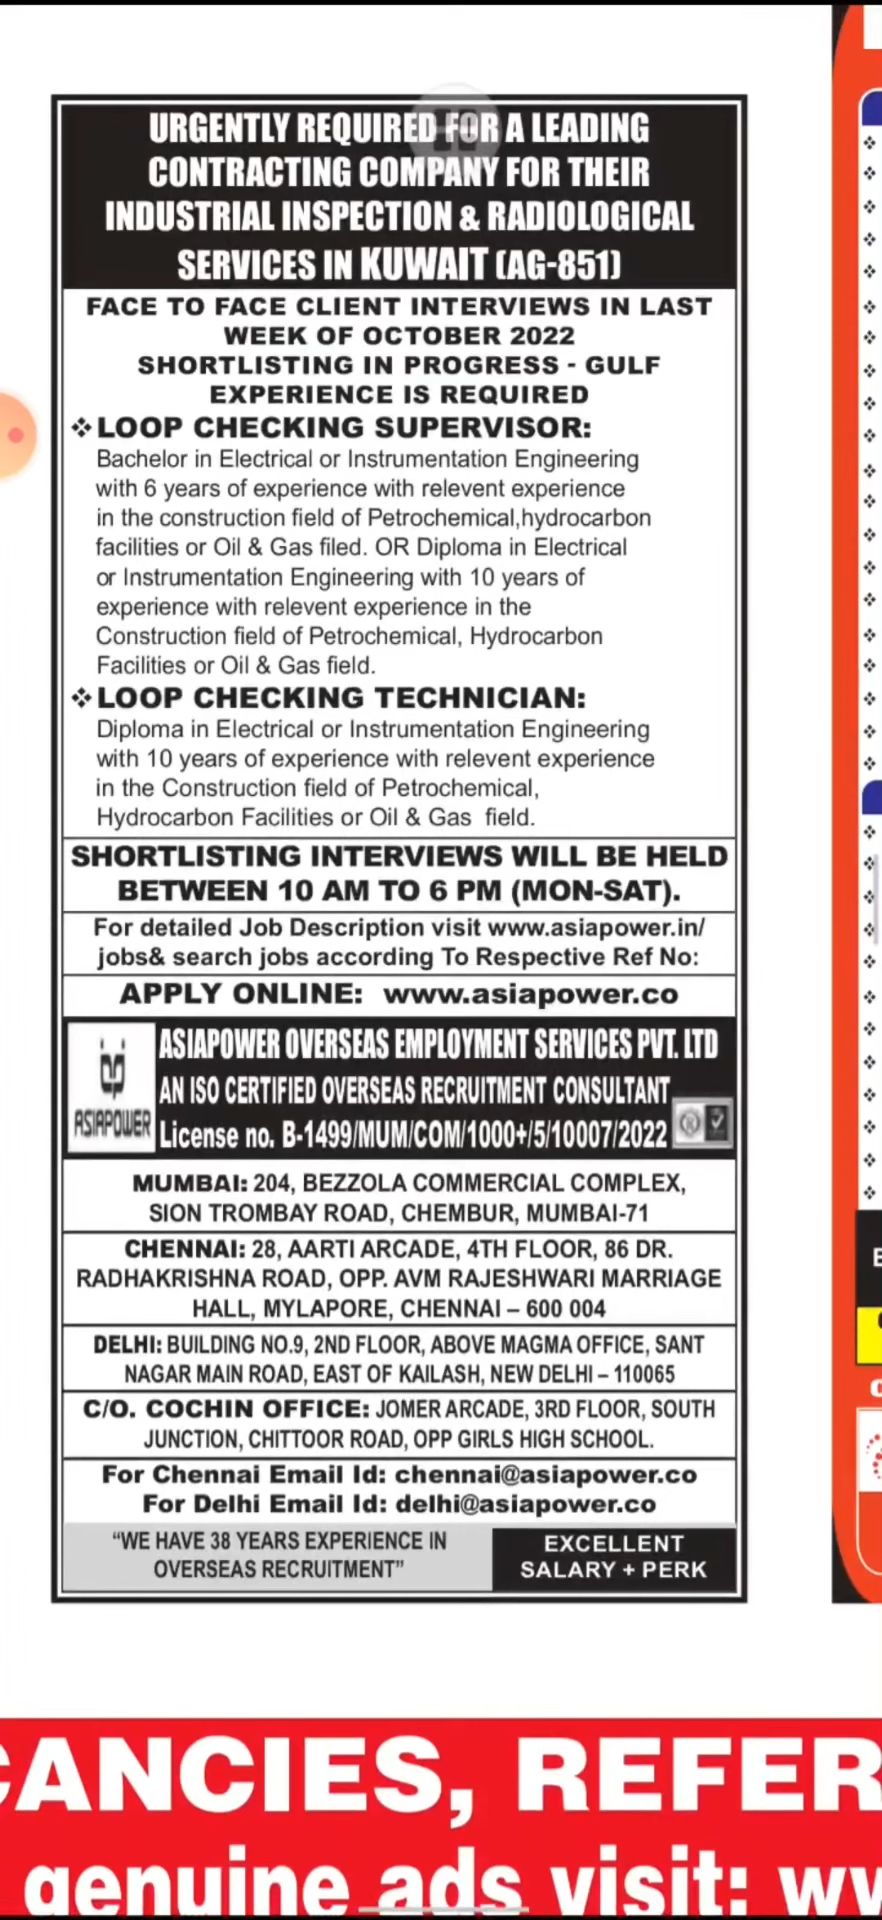 URGENTLY REQUIRED FOR A LEADING
CONTRACTING COMPANY FOR THEIR
INDUSTRIAL INSPECTION & RADIOLOGICAL
SERVICES IN KUWAIT (AG-851)
FACE TO FACE CLIENT INTERVIEWS IN LAST
WEEK OF OCTOBER 2022
SHORTLISTING IN PROGRESS - GULF
EXPERIENCE IS REQUIRED
❖ LOOP CHECKING SUPERVISOR:
Bachelor in Electrical or Instrumentation Engineering
with 6 years of experience with relevent experience
in the construction field of Petrochemical,hydrocarbon
facilities or Oil & Gas filed. OR Diploma in Electrical
or Instrumentation Engineering with 10 years of
experience with relevent experience in the
Construction field of Petrochemical, Hydrocarbon
Facilities or Oil & Gas field.
❖ LOOP CHECKING TECHNICIAN:
Diploma in Electrical or Instrumentation Engineering
with 10 years of experience with relevent experience
in the Construction field of Petrochemical,
Hydrocarbon Facilities or Oil & Gas field.
SHORTLISTING INTERVIEWS WILL BE HELD
BETWEEN 10 AM TO 6 PM (MON-SAT).
For detailed Job Description visit www.asiapower.in/
jobs& search jobs according To Respective Ref No:
APPLY ONLINE: www.asiapower.co
ASIAPOWER
ASIAPOWER OVERSEAS EMPLOYMENT SERVICES PVT. LTD
AN ISO CERTIFIED OVERSEAS RECRUITMENT CONSULTANT
License no. B-1499/MUM/COM/1000+/5/10007/2022
MUMBAI: 204, BEZZOLA COMMERCIAL COMPLEX,
SION TROMBAY ROAD, CHEMBUR, MUMBAI-71
CHENNAI: 28, AARTI ARCADE, 4TH FLOOR, 86 DR.
RADHAKRISHNA ROAD, OPP. AVM RAJESHWARI MARRIAGE
HALL, MYLAPORE, CHENNAI – 600 004
DELHI: BUILDING NO.9, 2ND FLOOR, ABOVE MAGMA OFFICE, SANT
NAGAR MAIN ROAD, EAST OF KAILASH, NEW DELHI – 110065
C/O. COCHIN OFFICE: JOMER ARCADE, 3RD FLOOR, SOUTH
JUNCTION, CHITTOOR ROAD, OPP GIRLS HIGH SCHOOL.
For Chennai Email Id: chennai@asiapower.co
For Delhi Email Id: delhi@asiapower.co
“WE HAVE 38 YEARS EXPERIENCE IN
OVERSEAS RECRUITMENT”
EXCELLENT
SALARY + PERK
CANCIES, REFER
genuine ads visit: ww